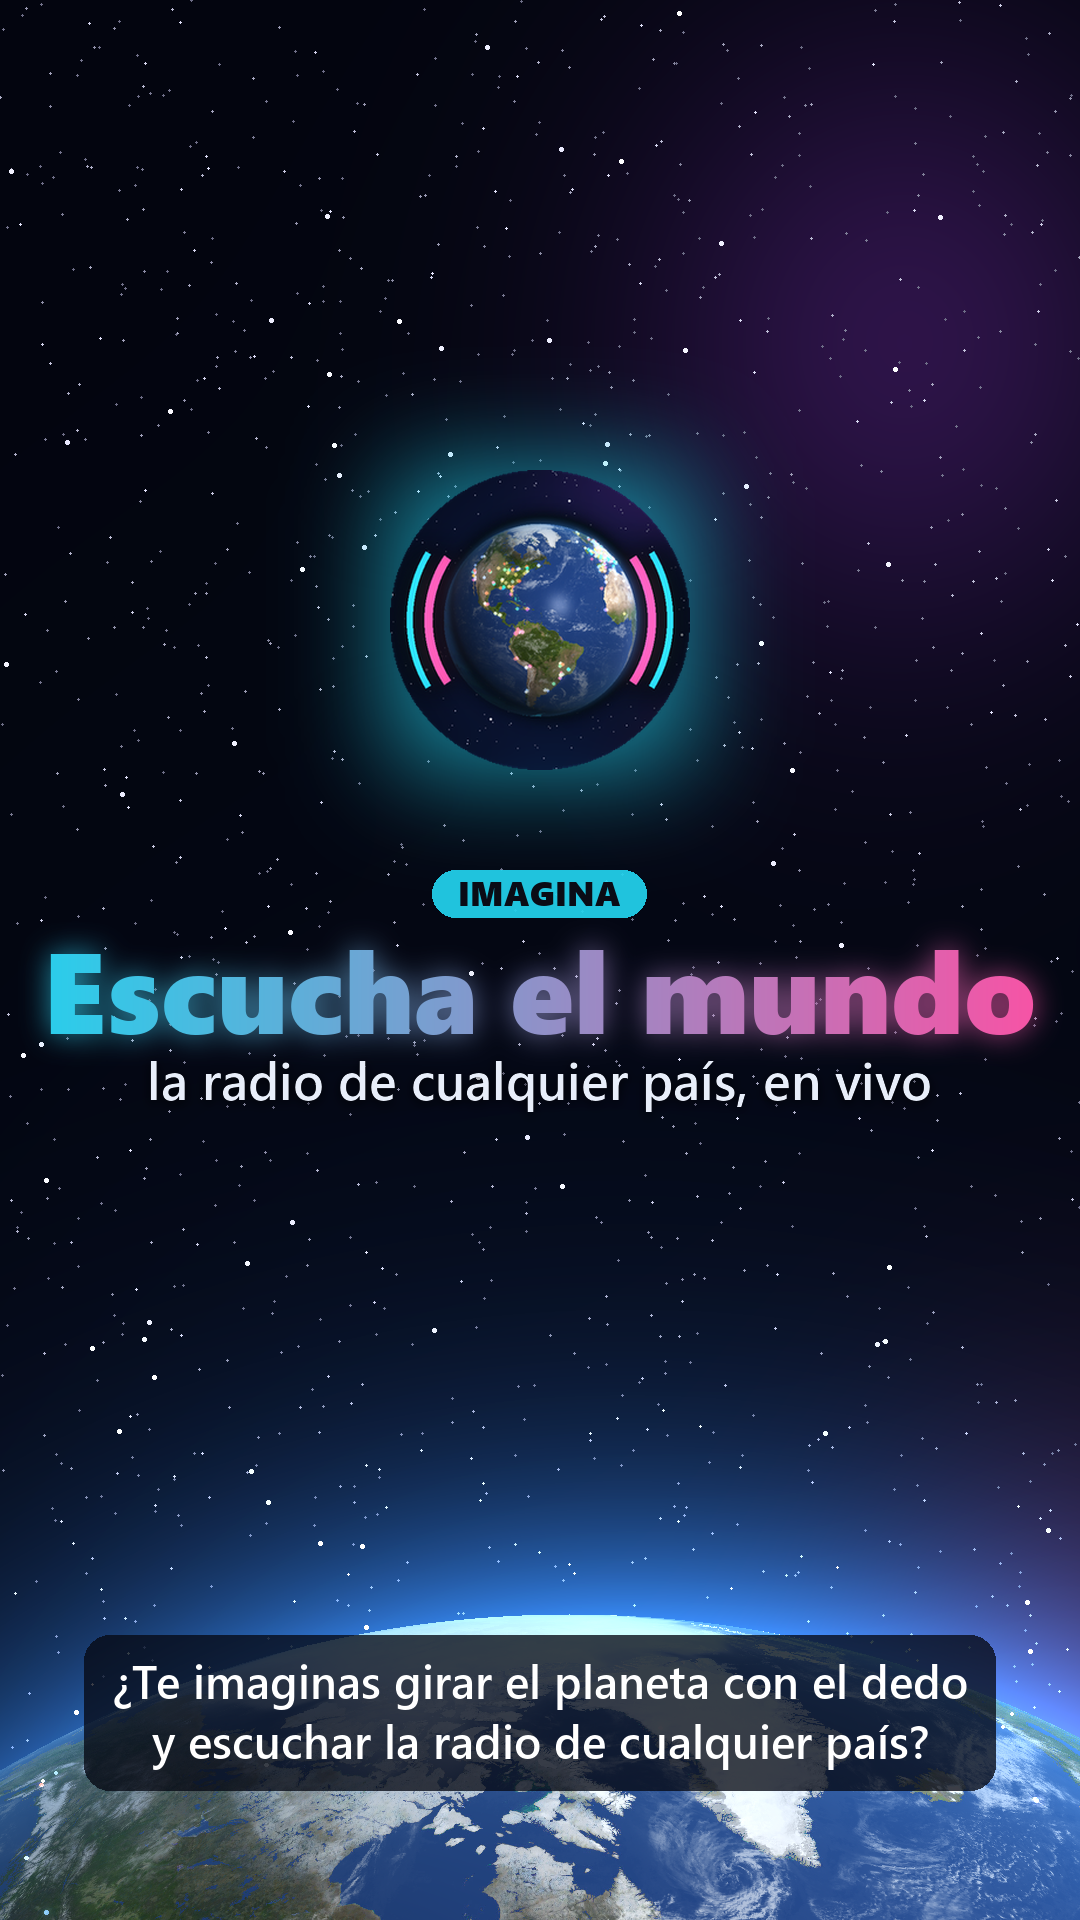 IMAGINA
Escucha el mundo
la radio de cualquier país, en vivo
¿Te imaginas girar el planeta con el dedo
y escuchar la radio de cualquier país?